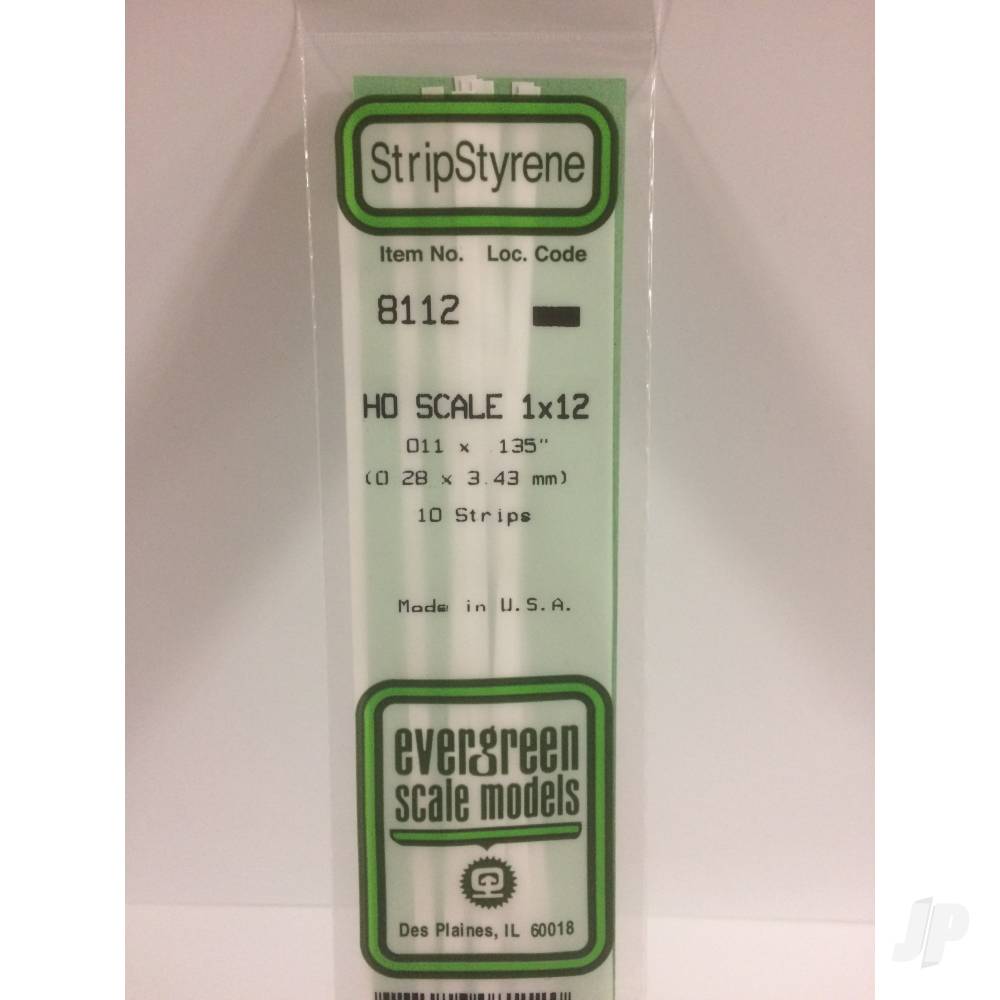 StripStyrene
Item No. Loc. Code
8112
HO SCALE 1x12
.011 x .135"
(0.28 x 3.43 mm)
10 Strips
Made in U.S.A.
evergreen
scale models
Des Plaines, IL 60018
JP